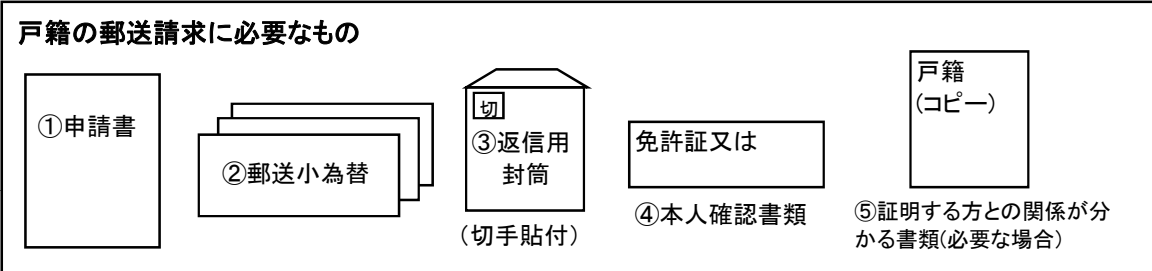 戸籍の郵送請求に必要なもの
①申請書
②郵送小為替
切
③返信用
封筒
(切手貼付)
免許証又は
④本人確認書類
戸籍
(コピー)
⑤証明する方との関係が分
かる書類(必要な場合)